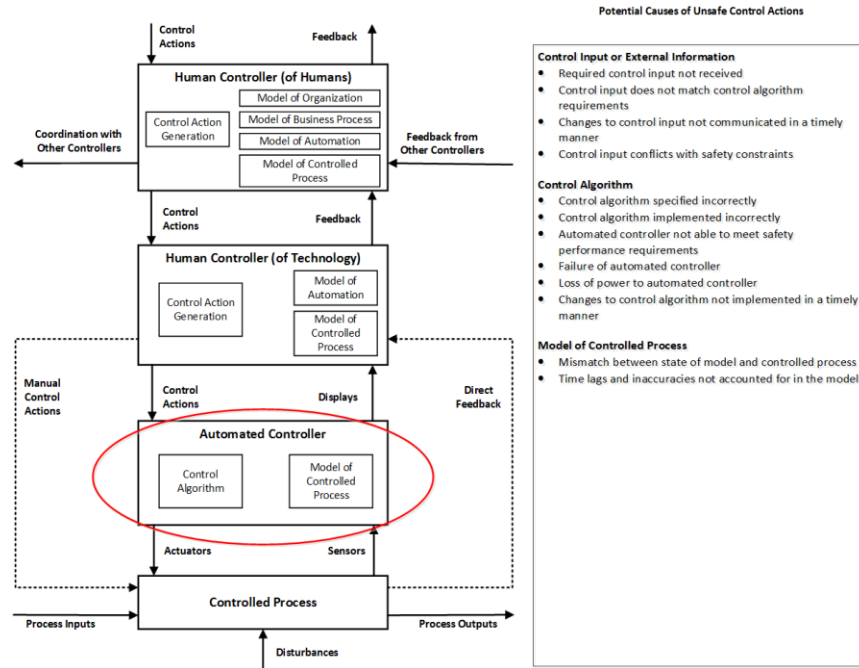 Potential Causes of Unsafe Control Actions
Control
Actions
Feedback
Human Controller (of Humans)
Control Action
Generation
Model of Organization
Model of Business Process
Model of Automation
Model of Controlled
Process
Coordination with
Other Controllers
Feedback from
Other Controllers
Control
Actions
Feedback
Human Controller (of Technology)
Control Action
Generation
Model of
Automation
Model of
Controlled
Process
Manual
Control
Actions
Control
Actions
Displays
Direct
Feedback
Automated Controller
Control
Algorithm
Model of
Controlled
Process
Actuators
Sensors
Controlled Process
Process Inputs
Process Outputs
Disturbances
Control Input or External Information
• Required control input not received
• Control input does not match control algorithm
requirements
• Changes to control input not communicated in a timely
manner
• Control input conflicts with safety constraints
Control Algorithm
• Control algorithm specified incorrectly
• Control algorithm implemented incorrectly
• Automated controller not able to meet safety
performance requirements
• Failure of automated controller
• Loss of power to automated controller
• Changes to control algorithm not implemented in a timely
manner
Model of Controlled Process
• Mismatch between state of model and controlled process
• Time lags and inaccuracies not accounted for in the model